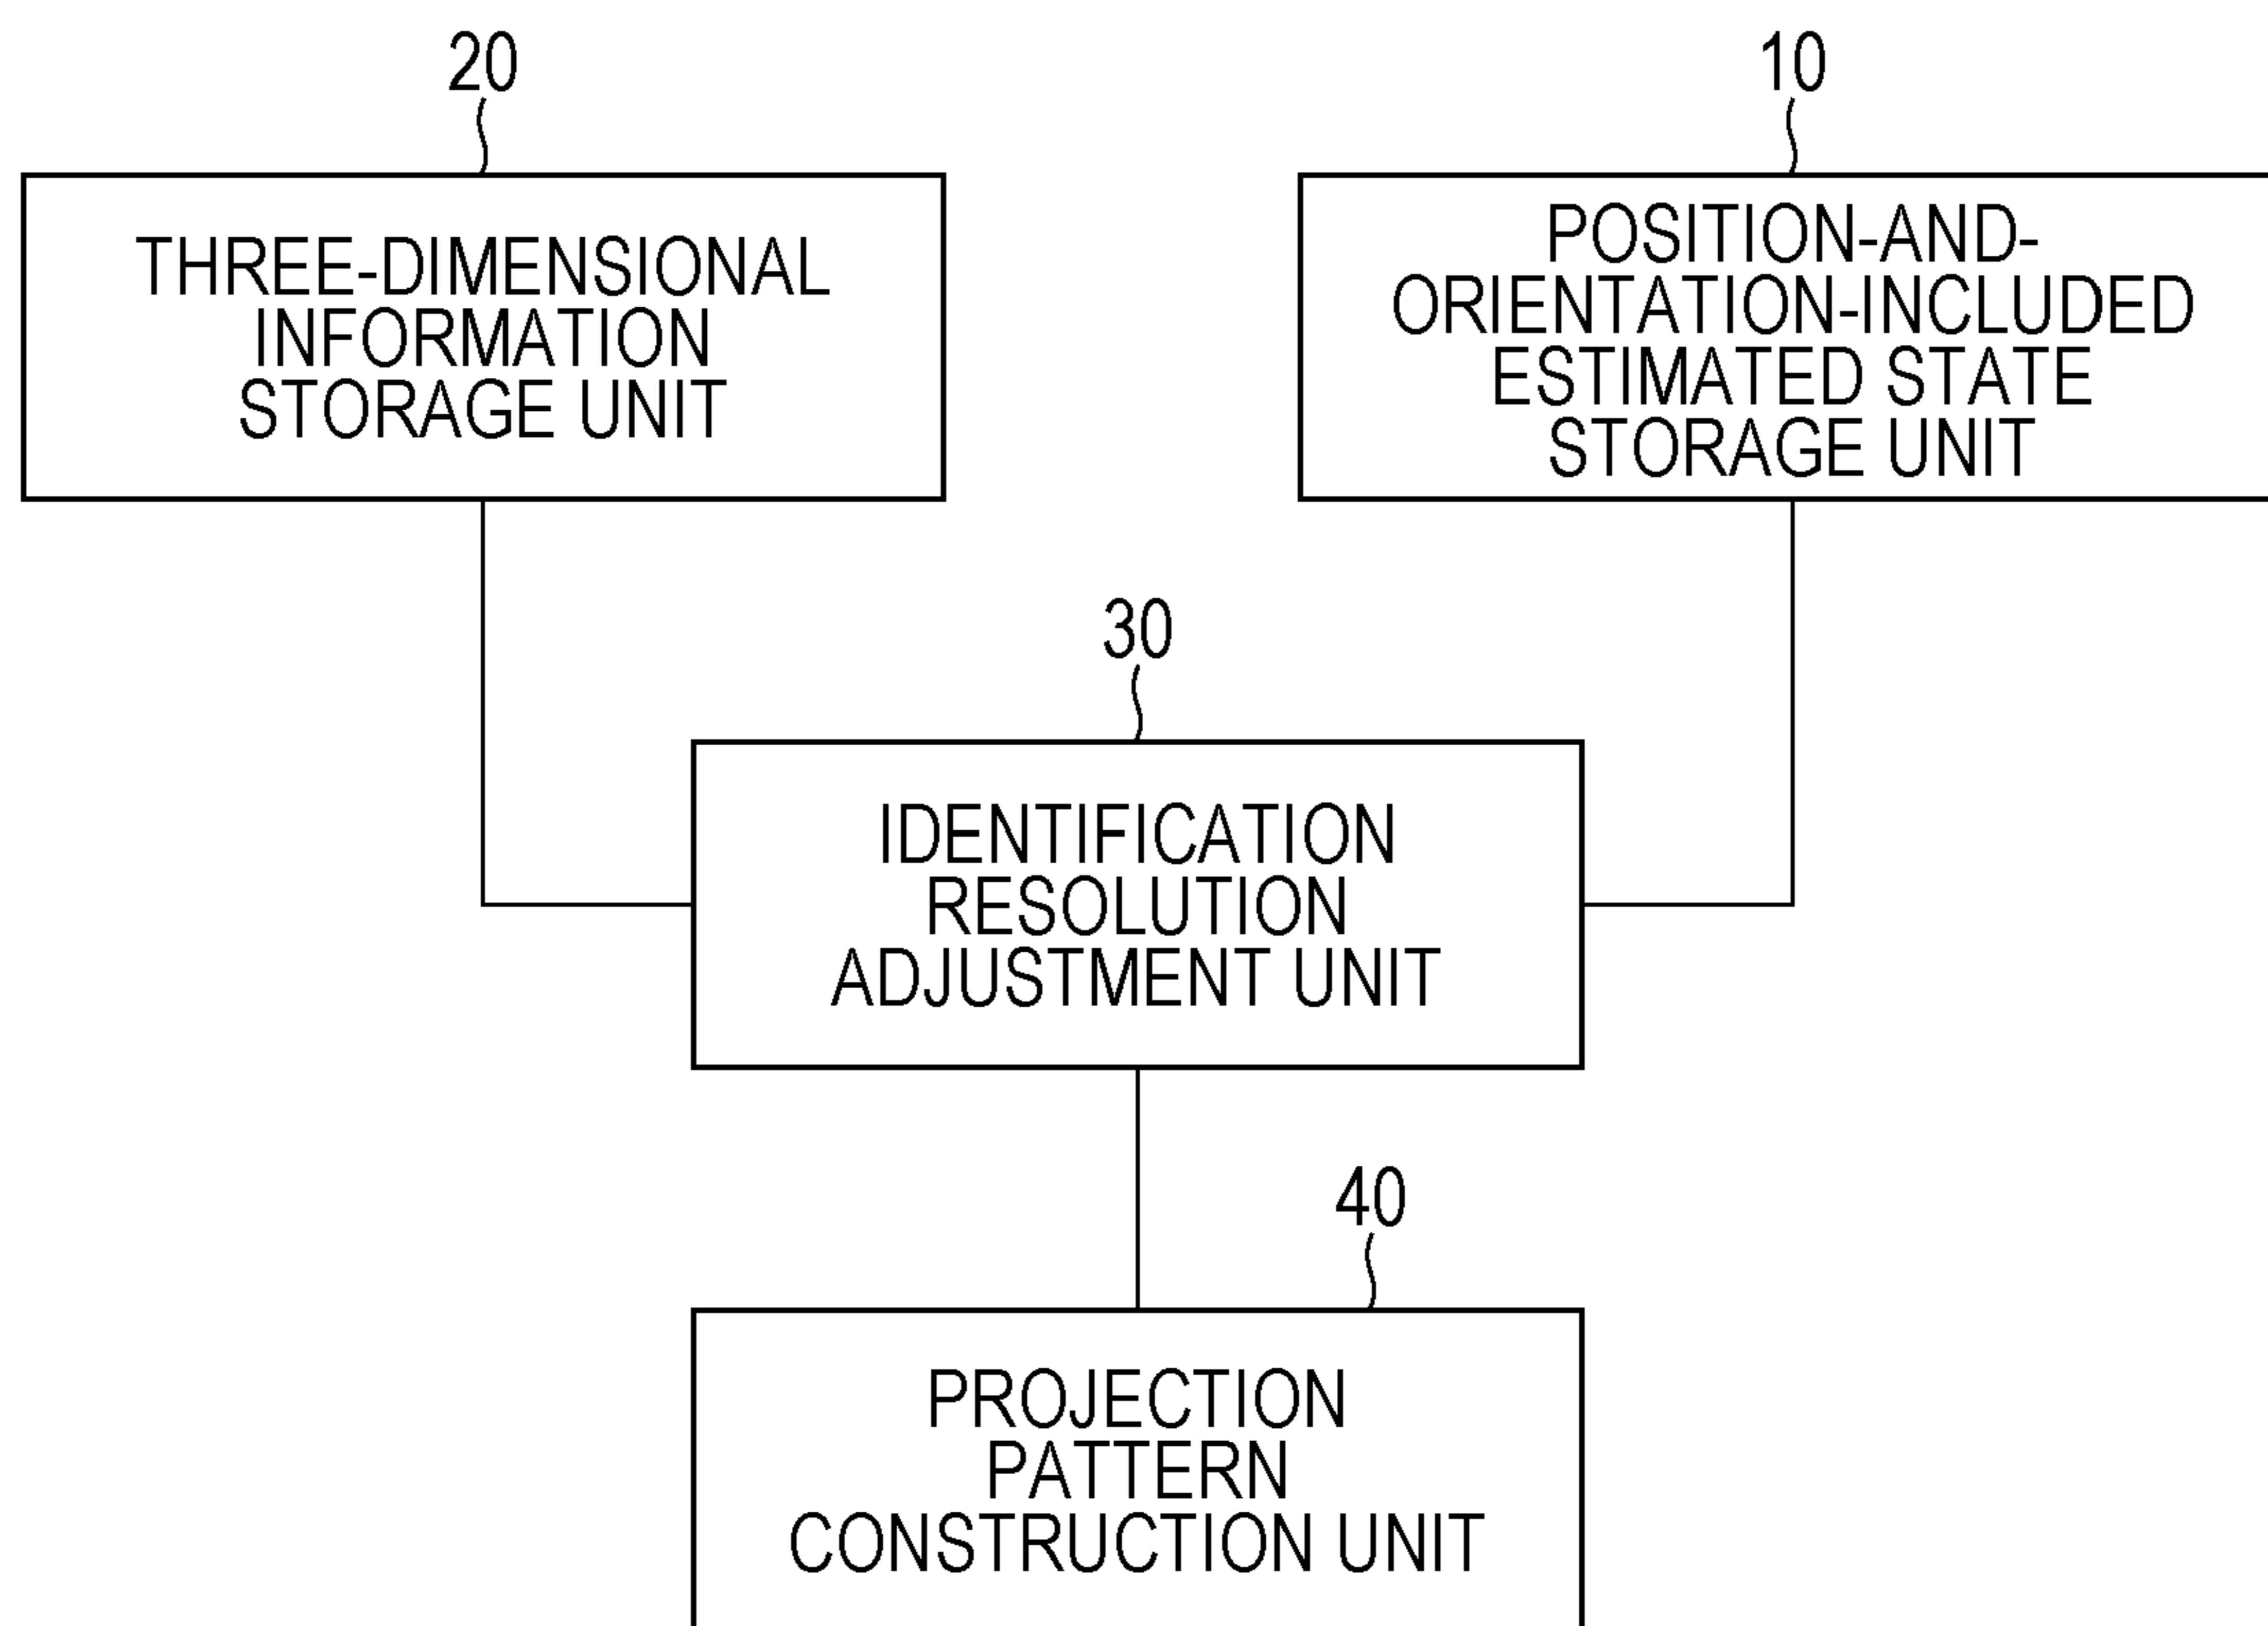 20
THREE-DIMENSIONAL
INFORMATION
STORAGE UNIT
10
POSITION-AND-
ORIENTATION-INCLUDED
ESTIMATED STATE
STORAGE UNIT
30
IDENTIFICATION
RESOLUTION
ADJUSTMENT UNIT
40
PROJECTION
PATTERN
CONSTRUCTION UNIT